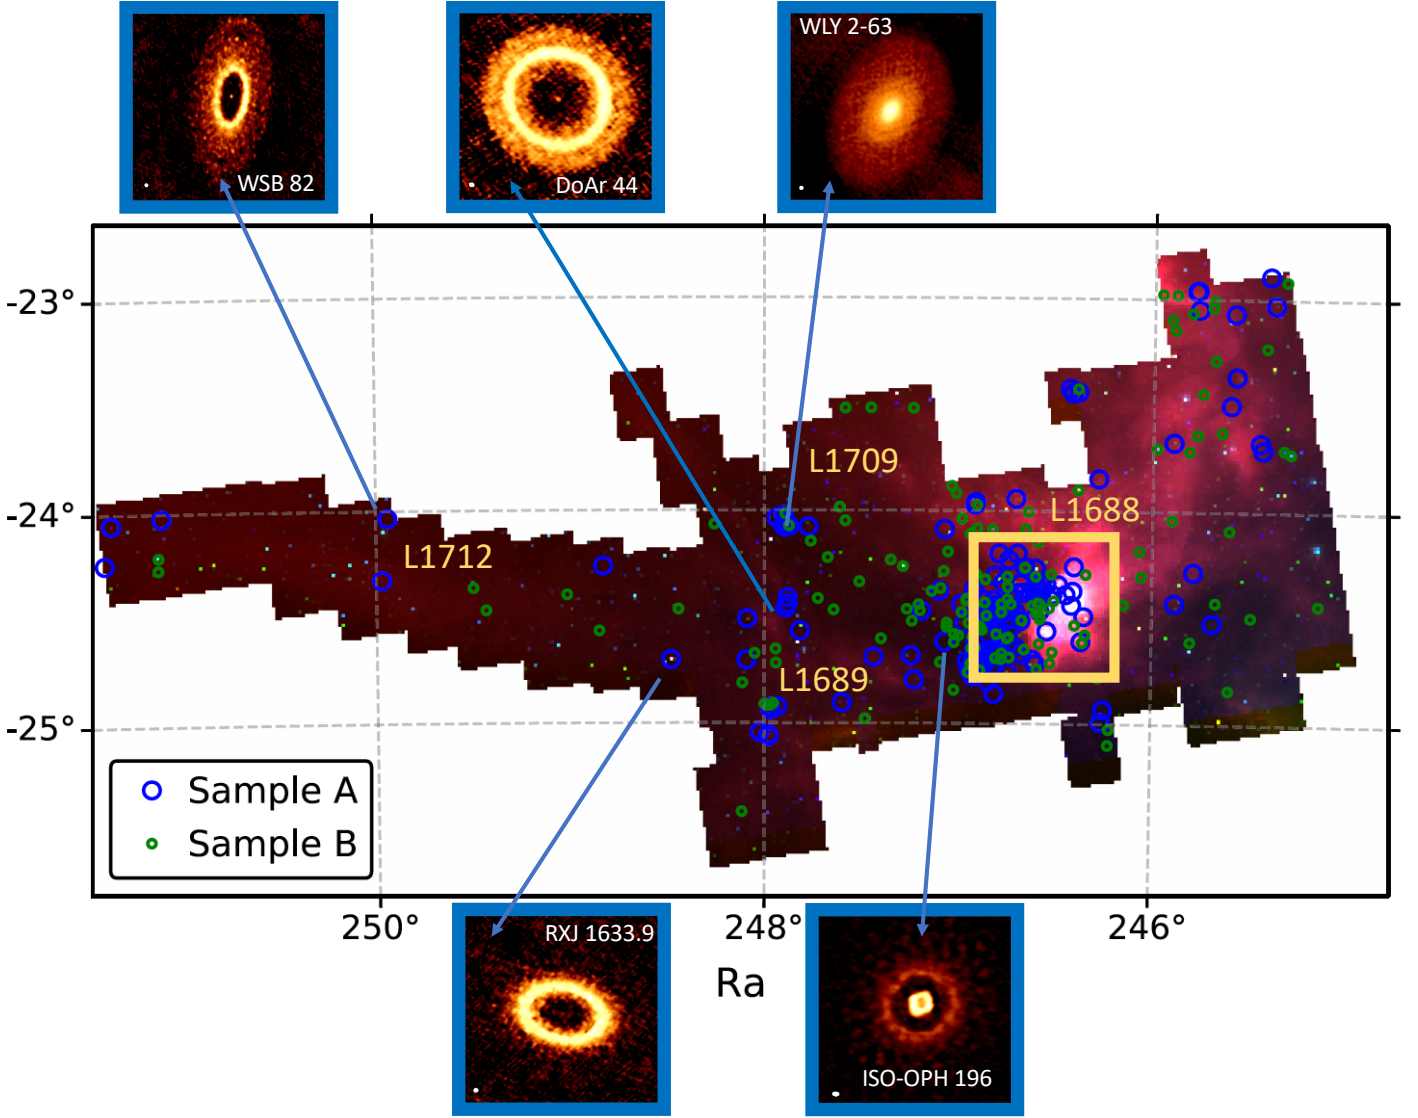 WSB 82
DoAr 44
WLY 2-63
-23°
-24°
-25°
L1709
L1688
L1712
L1689
Sample A
Sample B
250°
248°
246°
Ra
RXJ 1633.9
ISO-OPH 196